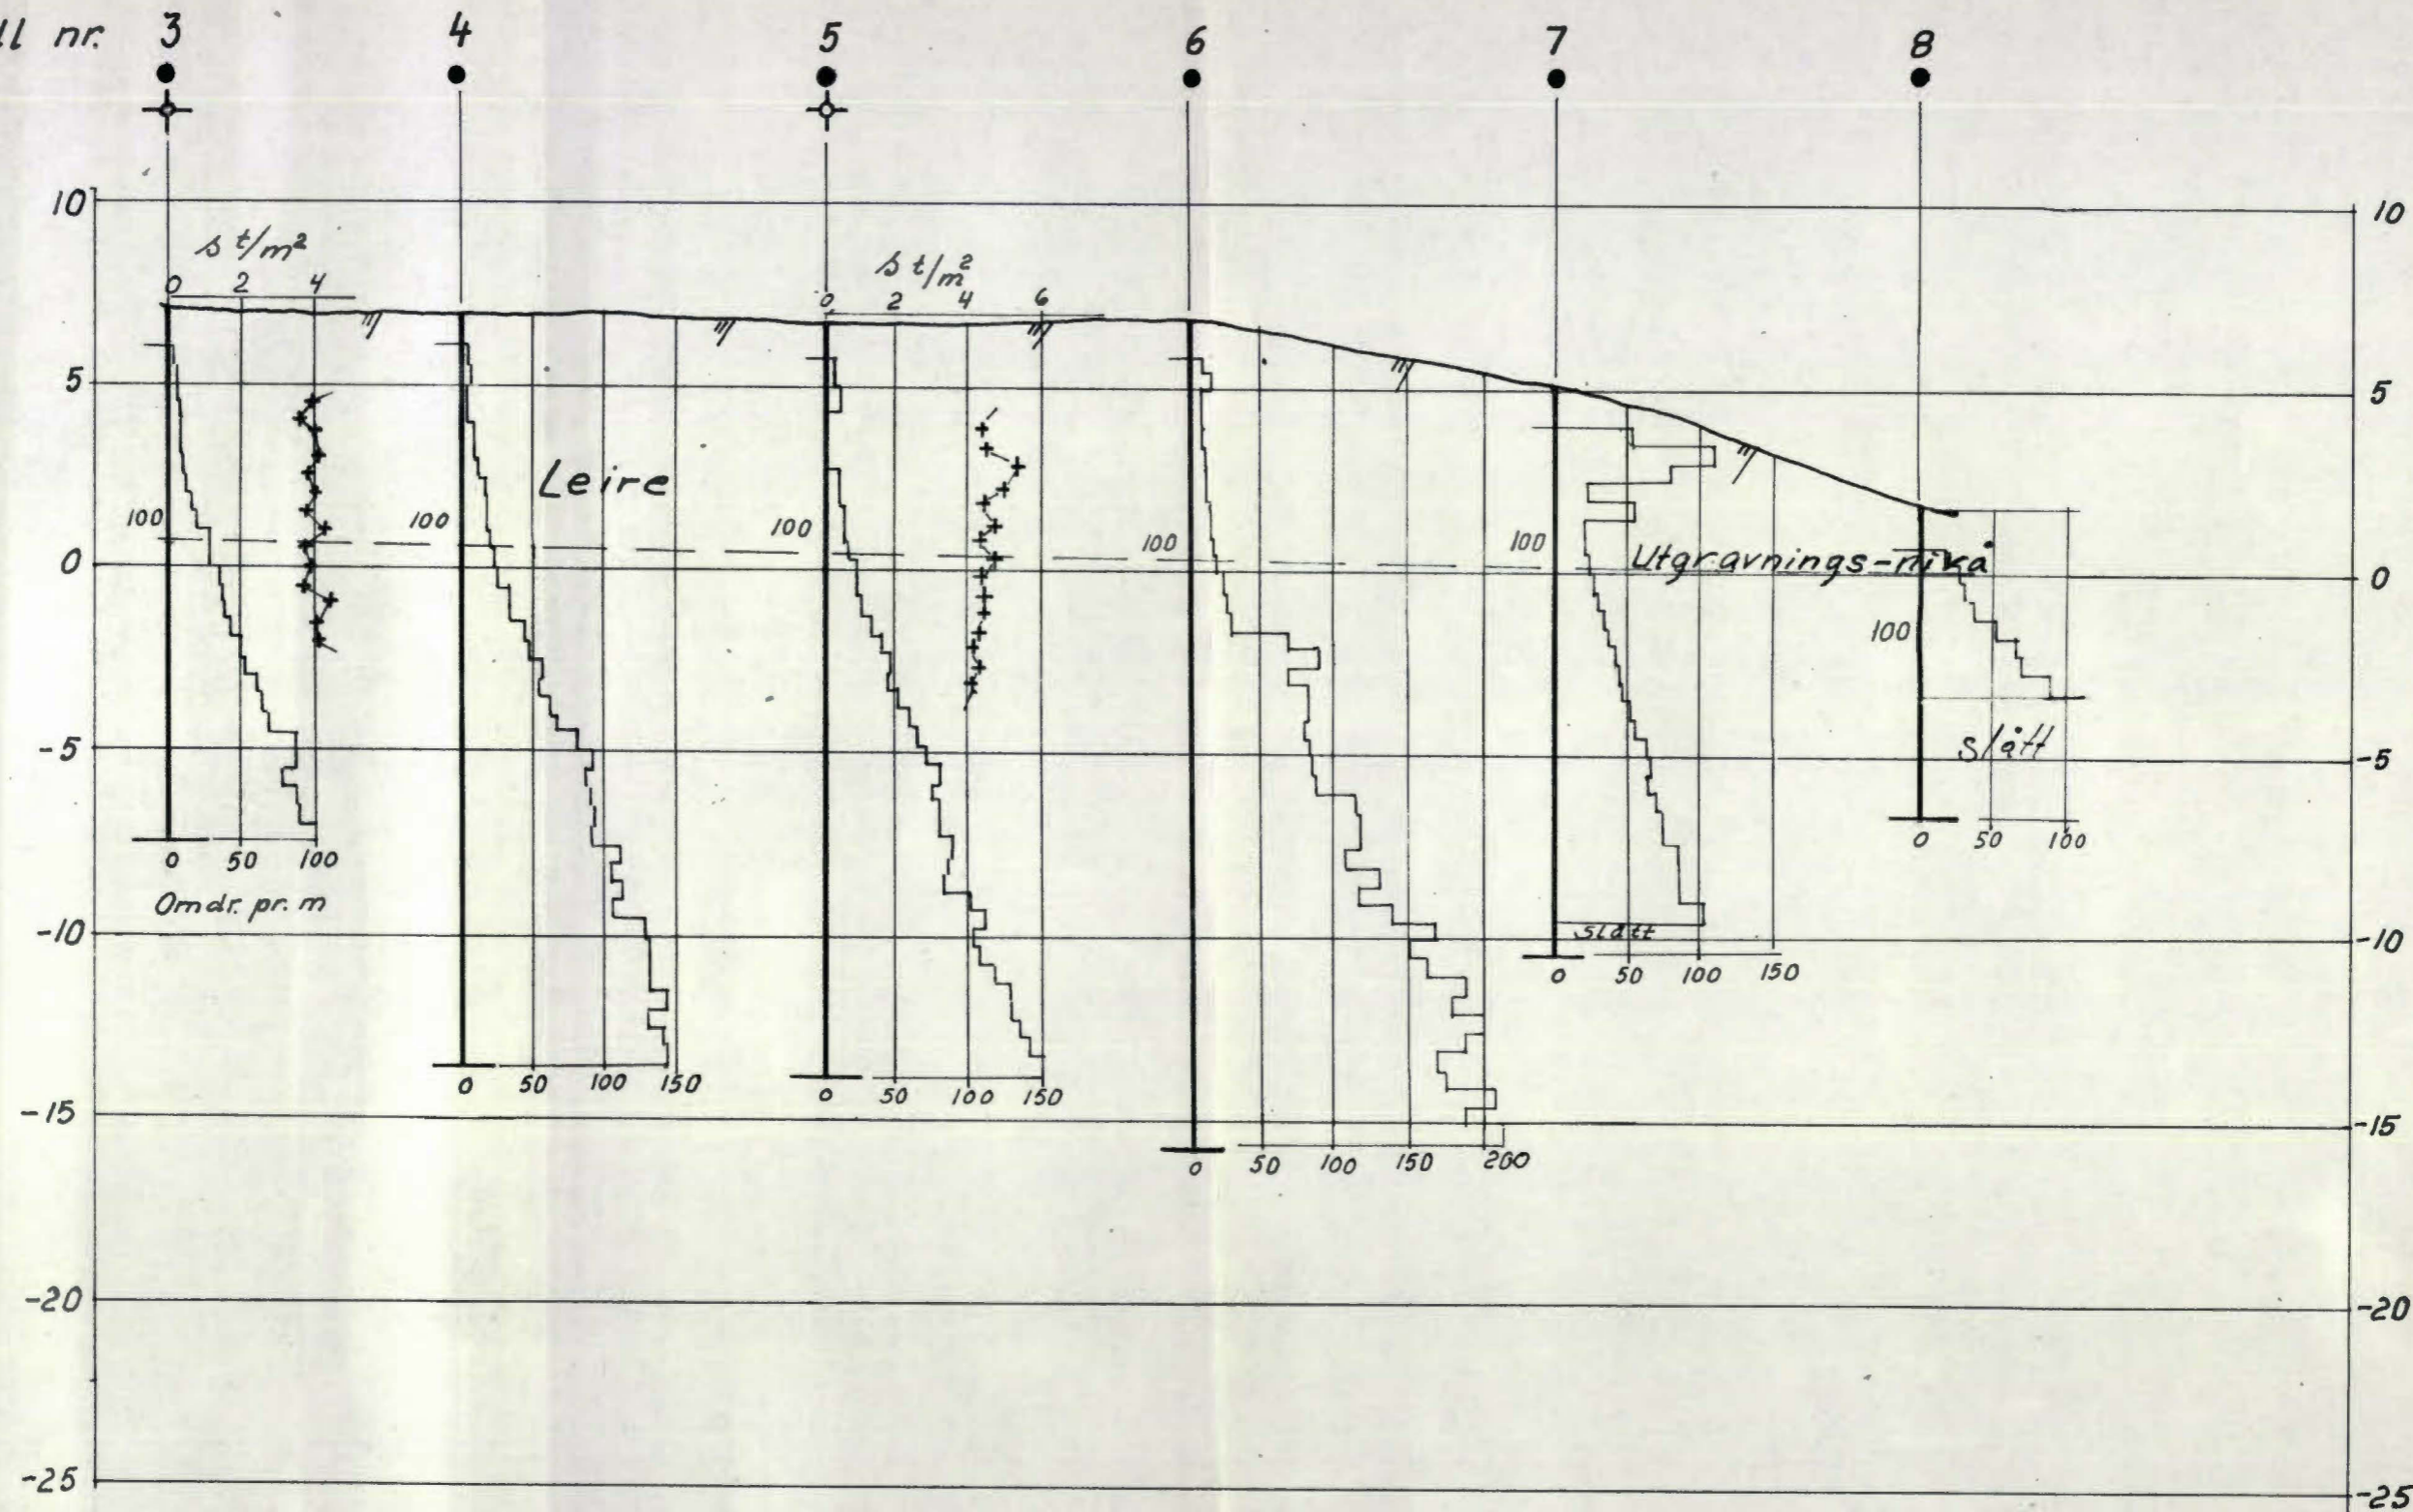 ll nr. 3 4 5 6 7 8
10 10
s t/m² s t/m²
0 2 4 0 2 4 6
5 5
Leire
100 100 100 100 100
Utgravnings-nivå
0 0
100
-5 Slått -5
0 50 100
0 50 100
Omdr. pr. m
-10 slått -10
0 50 100 150
0 50 100 150
0 50 100 150
-15 -15
0 50 100 150 200
-20 -20
-25 -25